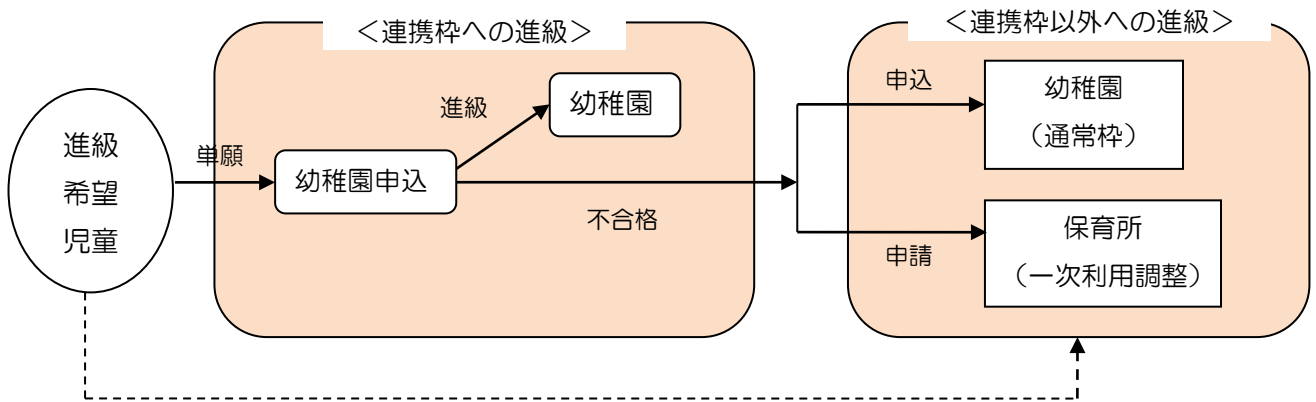 ＜連携枠への進級＞
＜連携枠以外への進級＞
進級
希望
児童
単願
幼稚園申込
進級
幼稚園
不合格
申込
幼稚園
（通常枠）
申請
保育所
（一次利用調整）